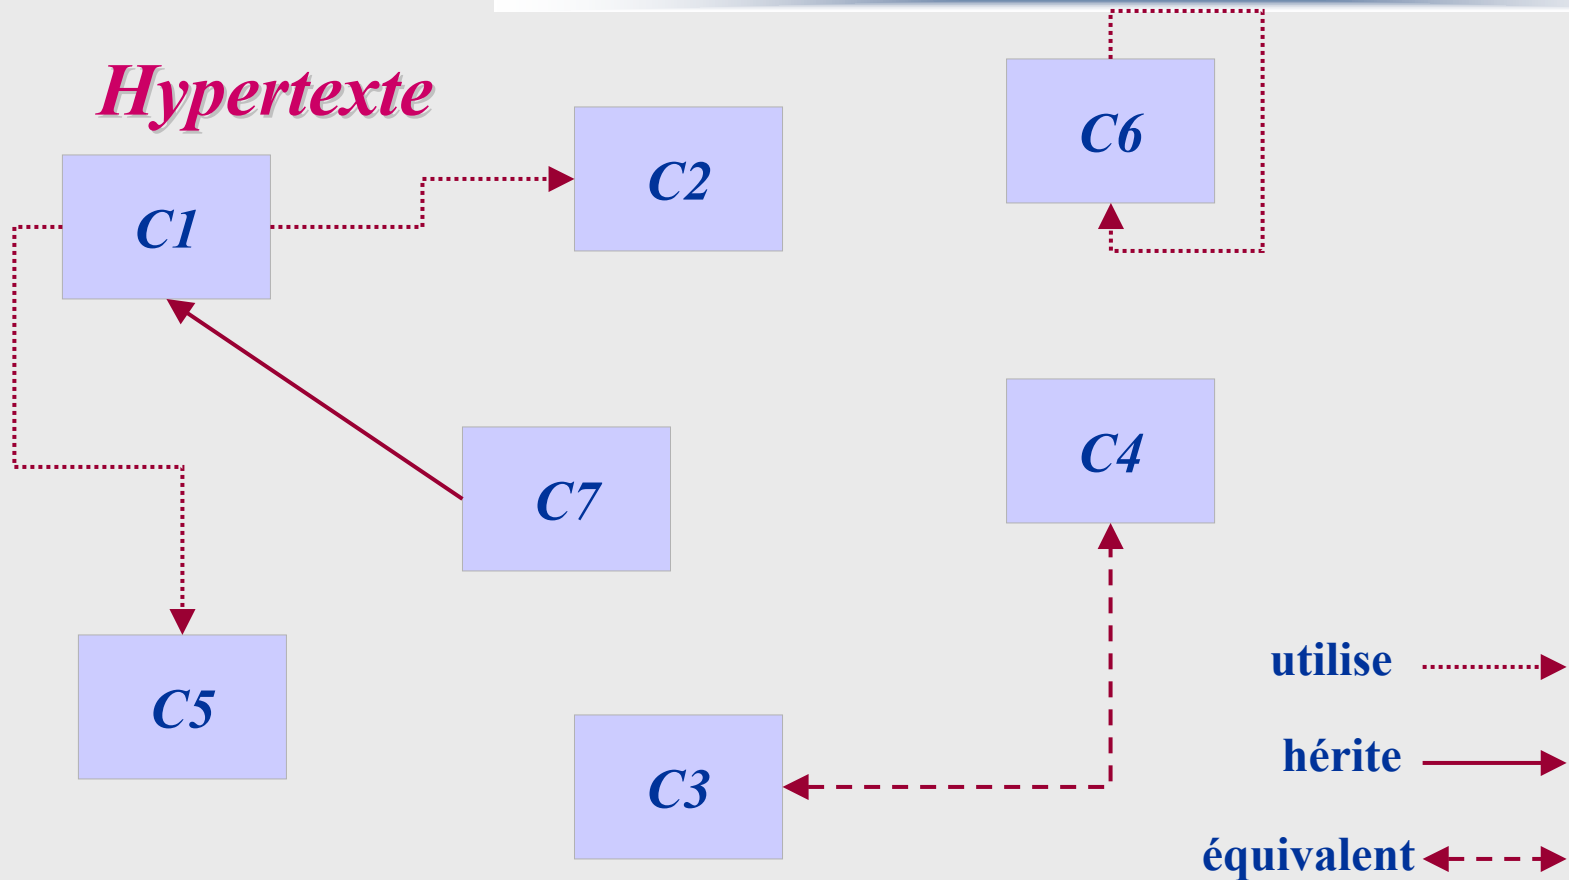 Hypertexte
C6
C2
C1
C4
C7
utilise
C5
hérite
C3
équivalent